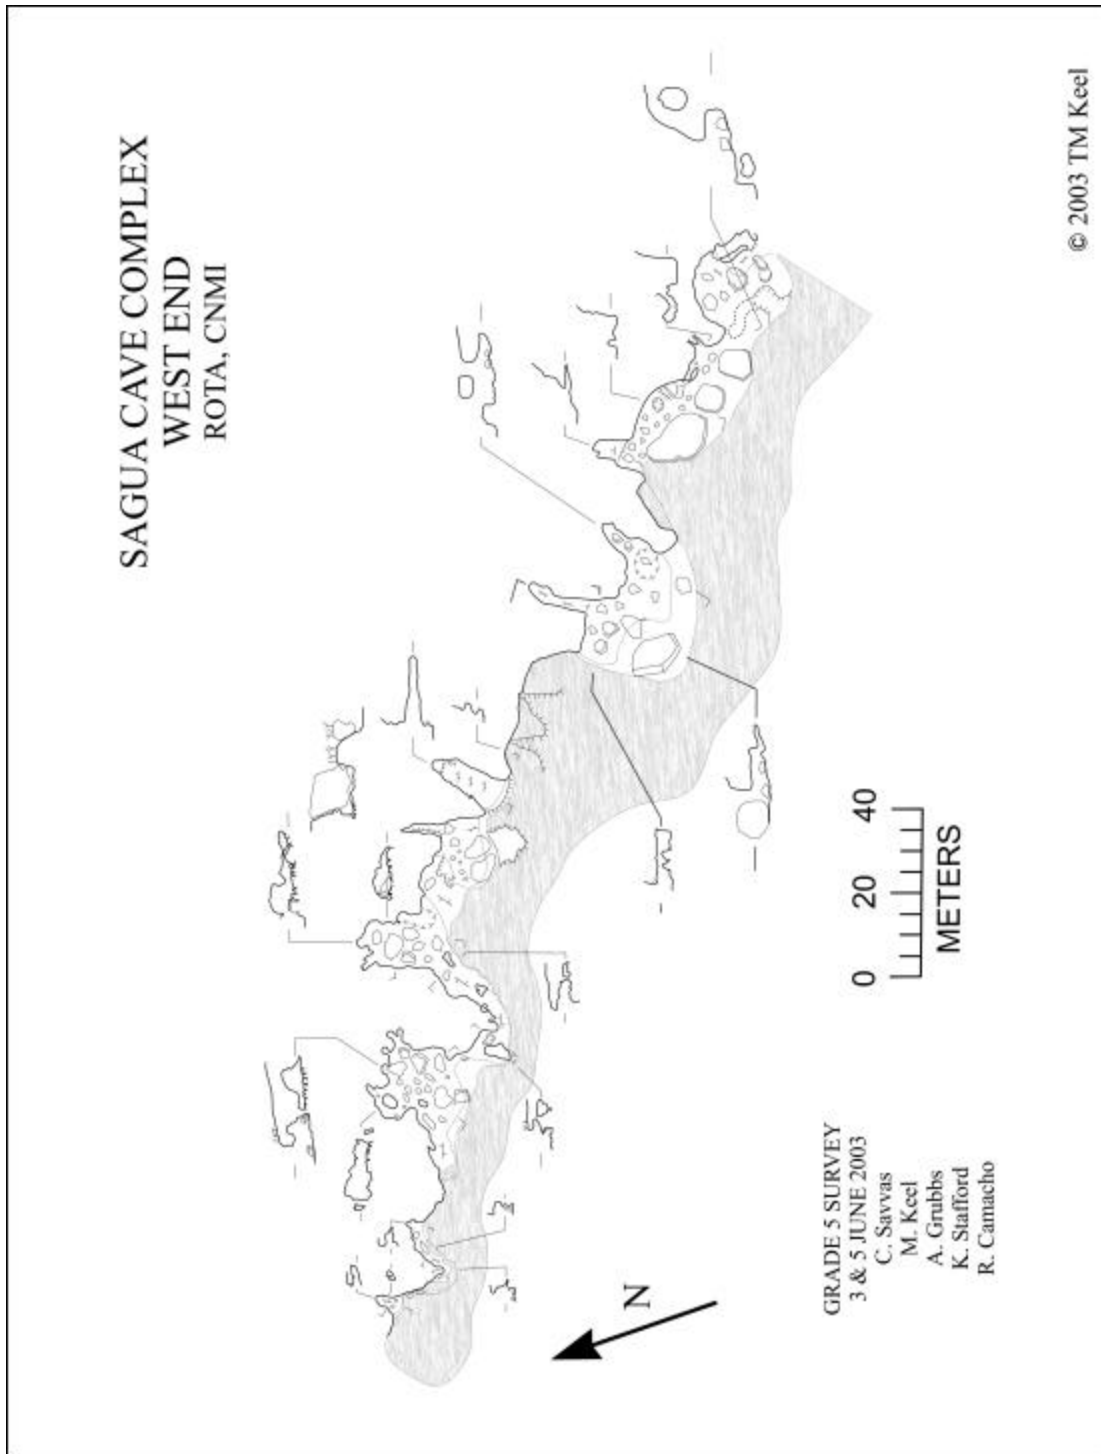 SAGUA CAVE COMPLEX
WEST END
ROTA, CNMI
© 2003 TM Keel
0 20 40
METERS
N
GRADE 5 SURVEY
3 & 5 JUNE 2003
C. Savvas
M. Keel
A. Grubbs
K. Stafford
R. Camacho